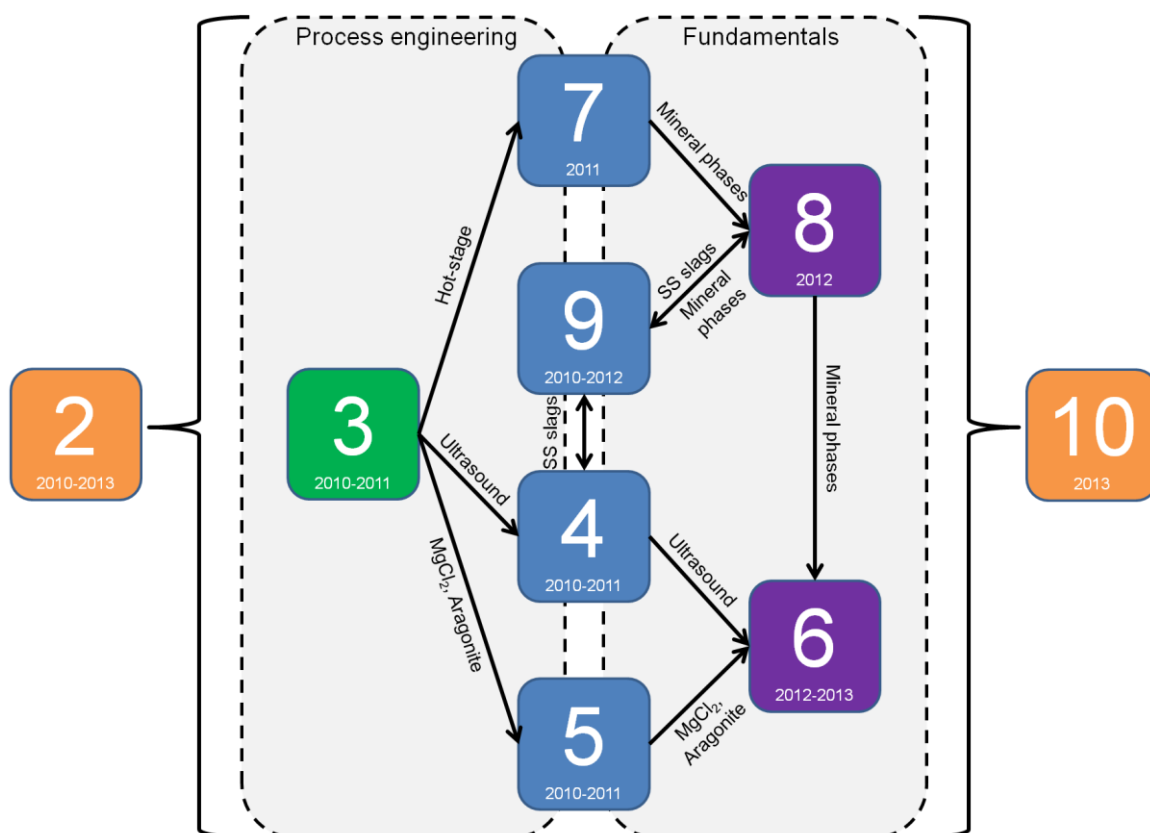 Process engineering
Fundamentals
7
2011
Mineral phases
8
2012
Hot-stage
SS slags
Mineral
phases
9
2010-2012
2
2010-2013
3
2010-2011
SS slags
Mineral phases
10
2013
Ultrasound
4
2010-2011
Ultrasound
MgCl₂, Aragonite
6
2012-2013
5
2010-2011
MgCl₂,
Aragonite